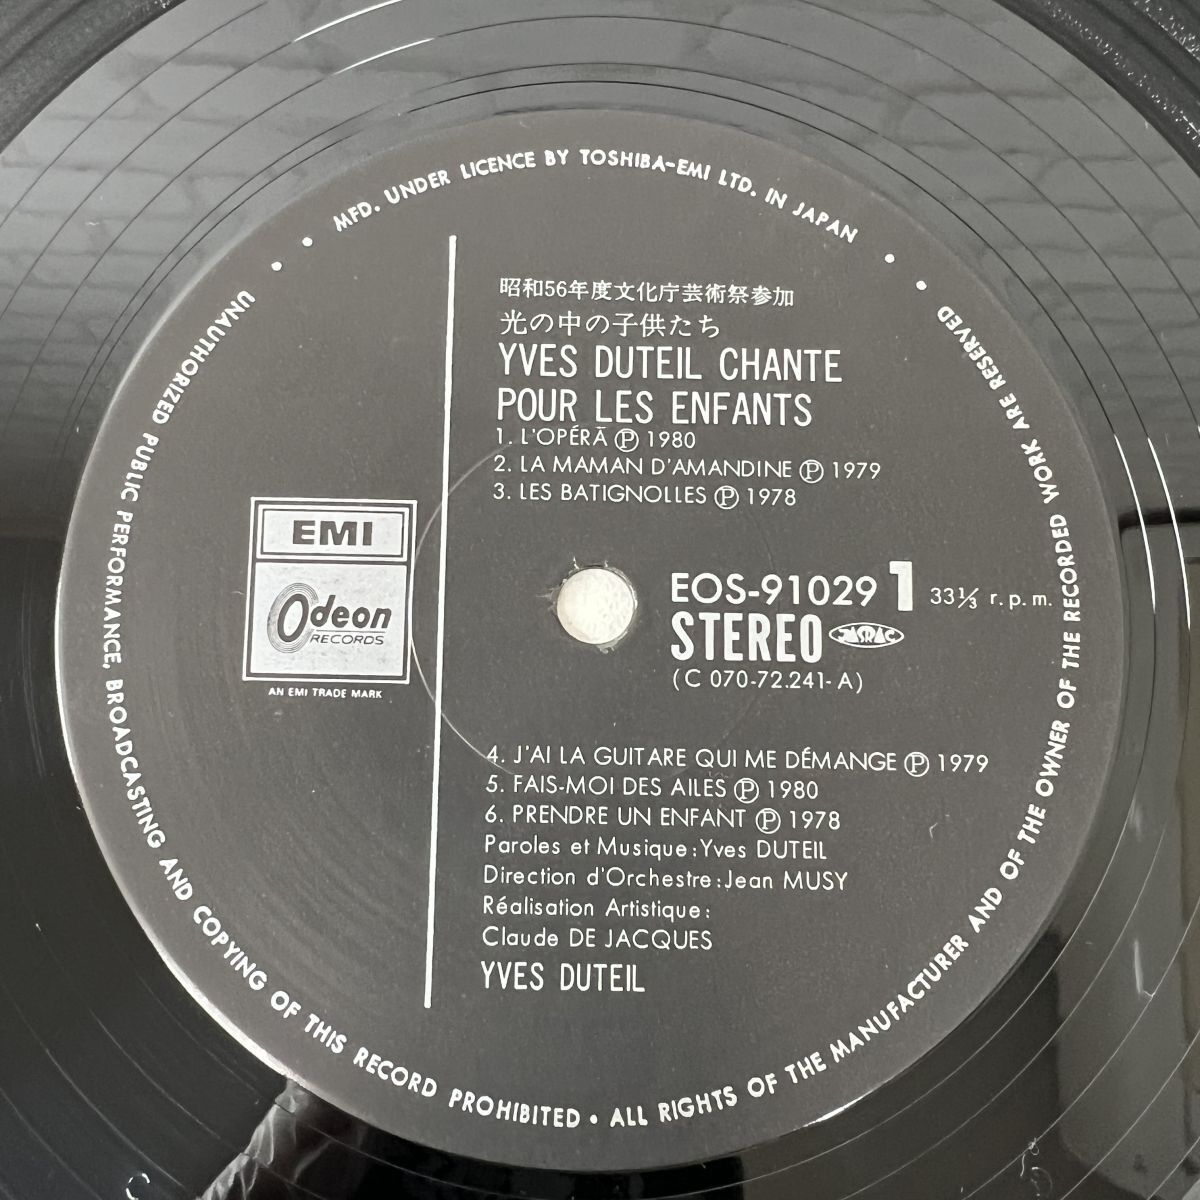 MFD. UNDER LICENCE BY TOSHIBA-EMI LTD. IN JAPAN
昭和56年度文化庁芸術祭参加
光の中の子供たち
YVES DUTEIL CHANTE
POUR LES ENFANTS
1. L'OPÉRĀ Ⓟ 1980
2. LA MAMAN D'AMANDINE Ⓟ 1979
3. LES BATIGNOLLES Ⓟ 1978
EMI
Odeon
RECORDS
AN EMI TRADE MARK
EOS-91029 1 33⅓ r.p.m.
STEREO JASRAC
(C 070-72.241-A)
4. J'AI LA GUITARE QUI ME DÉMANGE Ⓟ 1979
5. FAIS-MOI DES AILES Ⓟ 1980
6. PRENDRE UN ENFANT Ⓟ 1978
Paroles et Musique:Yves DUTEIL
Direction d'Orchestre:Jean MUSY
Réalisation Artistique:
Claude DE JACQUES
YVES DUTEIL
UNAUTHORIZED PUBLIC PERFORMANCE, BROADCASTING AND COPYING OF THIS RECORD PROHIBITED • ALL RIGHTS OF THE MANUFACTURER AND OF THE OWNER OF THE RECORDED WORK ARE RESERVED